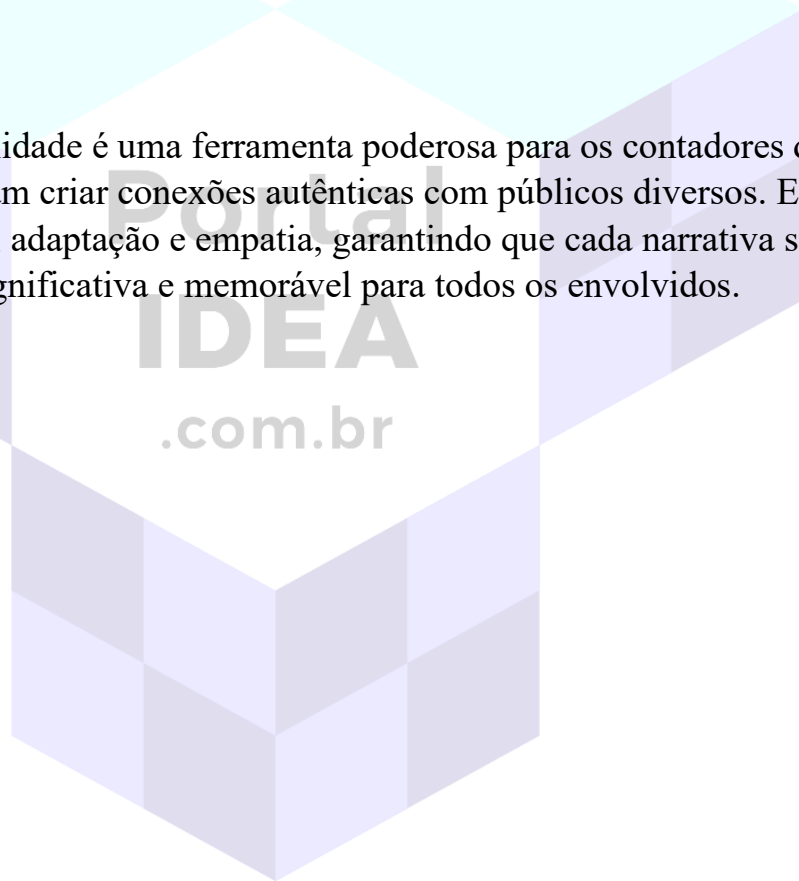 idade é uma ferramenta poderosa para os contadores
m criar conexões autênticas com públicos diversos. E
adaptação e empatia, garantindo que cada narrativa s
gnificativa e memorável para todos os envolvidos.
Portal
IDEA
.com.br